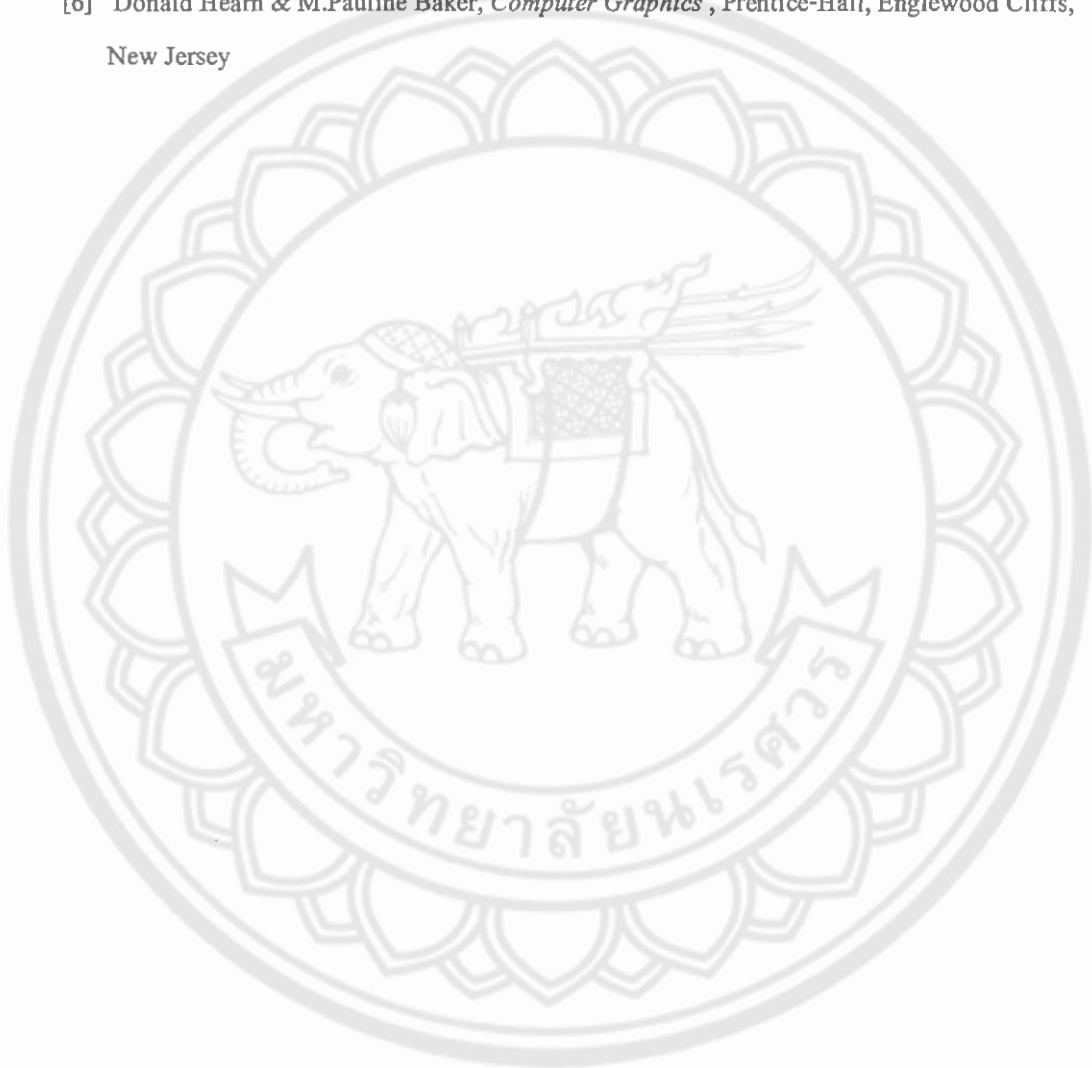 [6] Donald Hearn & M.Pauline Baker, Computer Graphics , Prentice-Hall, Englewood Cliffs,
New Jersey
มหาวิทยาลัยนเรศวร